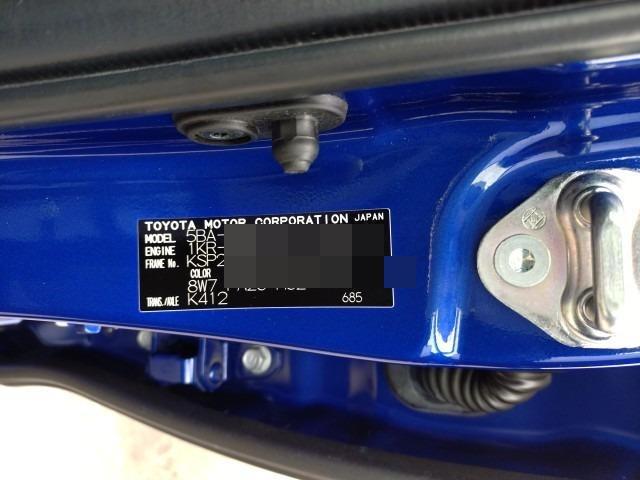 TOYOTA MOTOR CORPORATION JAPAN
MODEL 5BA-
ENGINE 1KR-
FRAME No. KSP2
COLOR
8W7
TRANS./AXLE K412 685